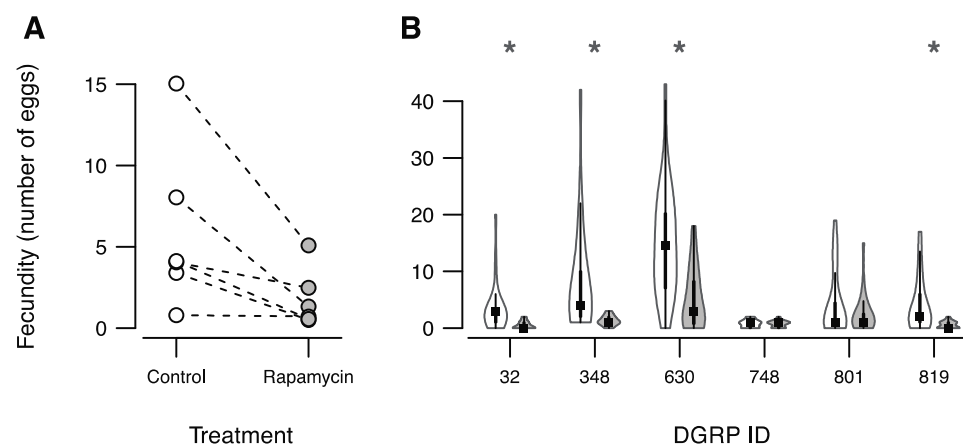 A
B
* * * *
Fecundity (number of eggs)
15
10
5
0
Control Rapamycin
Treatment
40
30
20
10
0
32 348 630 748 801 819
DGRP ID